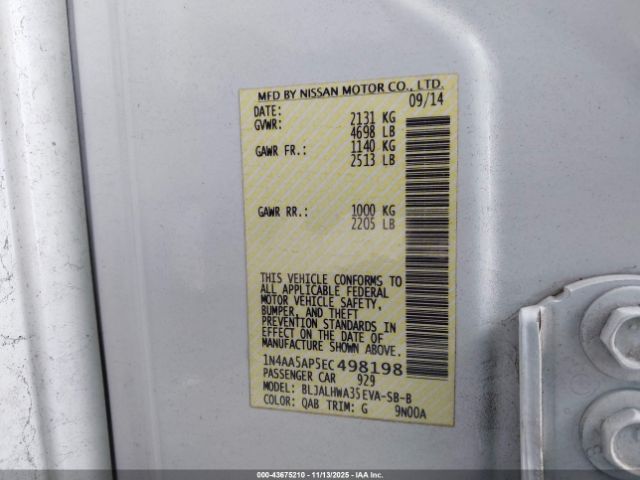 MFD BY NISSAN MOTOR CO., LTD.
DATE: 09/14
GVWR: 2131 KG
4698 LB
GAWR FR.: 1140 KG
2513 LB
GAWR RR.: 1000 KG
2205 LB
THIS VEHICLE CONFORMS TO
ALL APPLICABLE FEDERAL
MOTOR VEHICLE SAFETY,
BUMPER, AND THEFT
PREVENTION STANDARDS IN
EFFECT ON THE DATE OF
MANUFACTURE SHOWN ABOVE.
1N4AA5AP5EC498198
PASSENGER CAR 929
MODEL: BLJALHWA35EVA-SB-B
COLOR: QAB TRIM: G 9N00A
000-43675210 - 11/13/2025 - COPYRIGHT IAA, LLC.